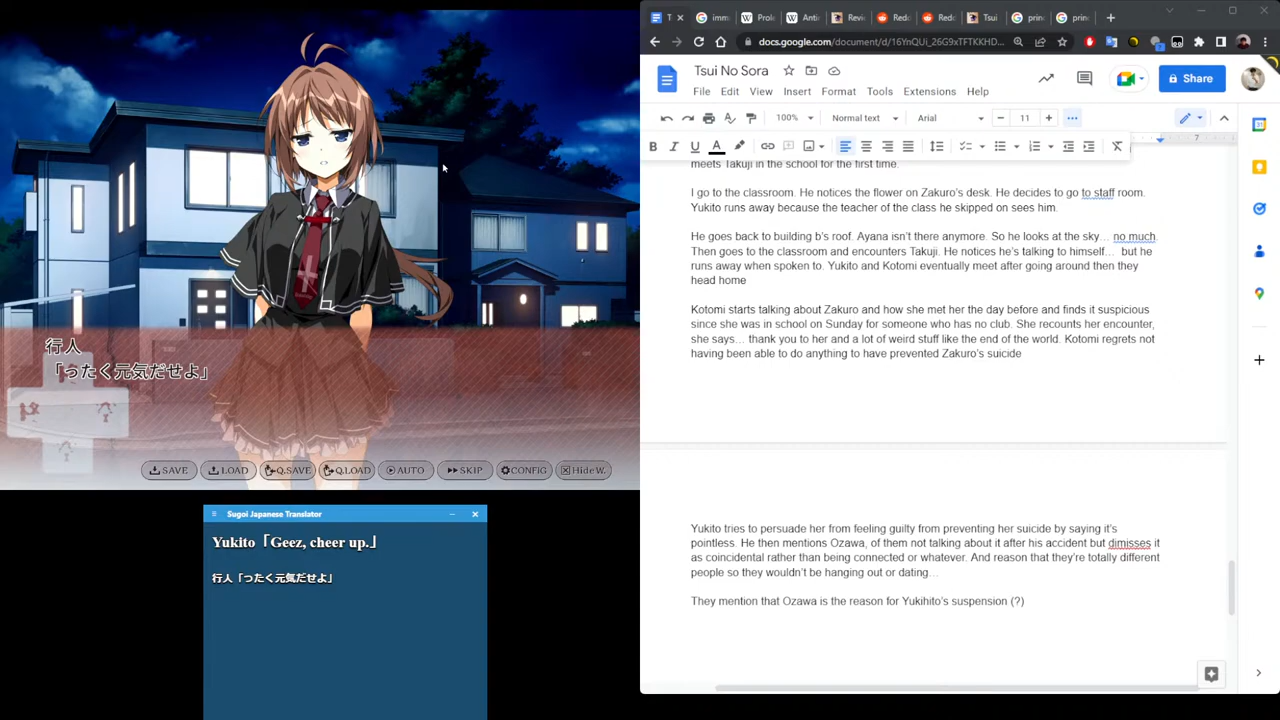 行人
「ったく元気だせよ」
SAVE LOAD Q.SAVE Q.LOAD AUTO SKIP CONFIG Hide W.
Sugoi Japanese Translator
Yukito「Geez, cheer up.」
行人「ったく元気だせよ」
T imm Prol Anti Revi Redd Redd Tsui princ princ
docs.google.com/document/d/16YnQUi_26G9xTFTKKHD...
Tsui No Sora
File Edit View Insert Format Tools Extensions Help
Share
100% Normal text Arial 11
7
meets Takuji in the school for the first time.
I go to the classroom. He notices the flower on Zakuro's desk. He decides to go to staff room.
Yukito runs away because the teacher of the class he skipped on sees him.
He goes back to building b's roof. Ayana isn't there anymore. So he looks at the sky... no much.
Then goes to the classroom and encounters Takuji. He notices he's talking to himself... but he
runs away when spoken to. Yukito and Kotomi eventually meet after going around then they
head home
Kotomi starts talking about Zakuro and how she met her the day before and finds it suspicious
since she was in school on Sunday for someone who has no club. She recounts her encounter,
she says... thank you to her and a lot of weird stuff like the end of the world. Kotomi regrets not
having been able to do anything to have prevented Zakuro's suicide
Yukito tries to persuade her from feeling guilty from preventing her suicide by saying it's
pointless. He then mentions Ozawa, of them not talking about it after his accident but dimisses it
as coincidental rather than being connected or whatever. And reason that they're totally different
people so they wouldn't be hanging out or dating...
They mention that Ozawa is the reason for Yukihito's suspension (?)